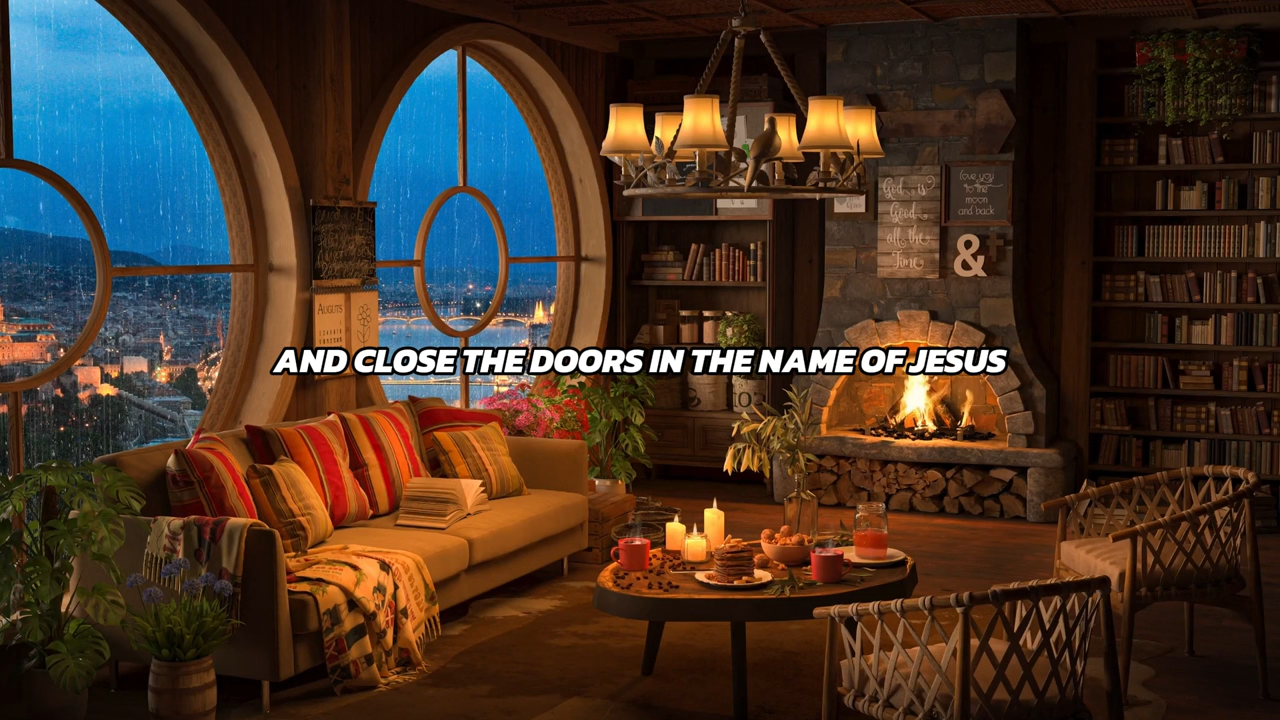 God is
Good
all the
Time
love you
to the
moon
and back
&
AUGUTS
AND CLOSE THE DOORS IN THE NAME OF JESUS